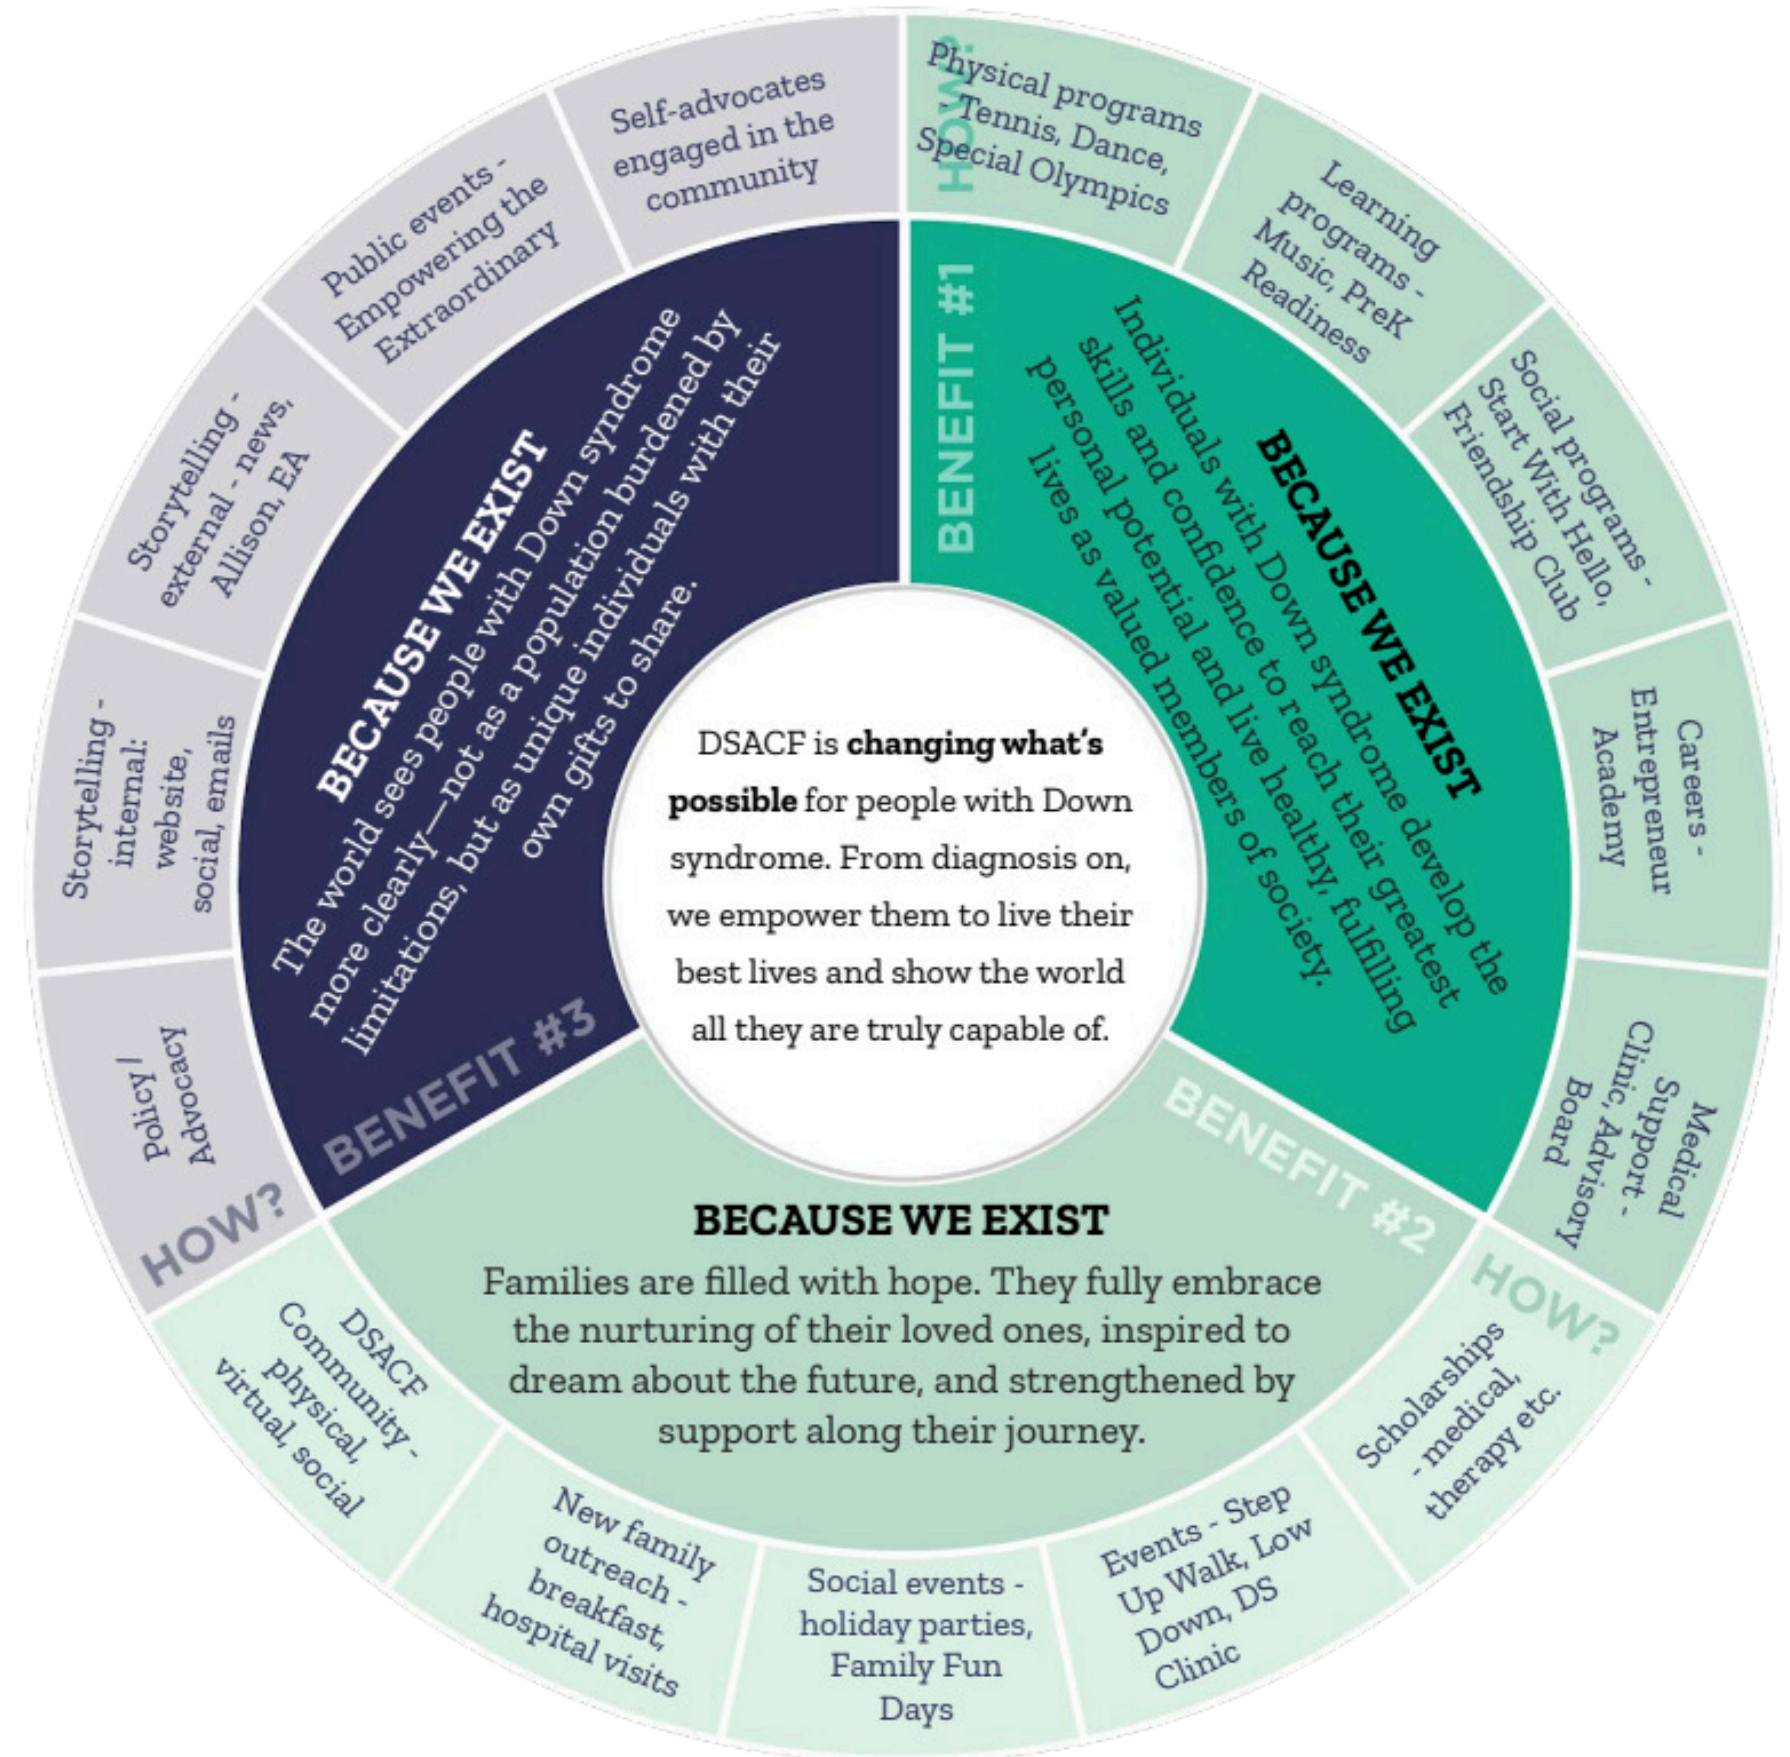 DSACF is changing what's
possible for people with Down
syndrome. From diagnosis on,
we empower them to live their
best lives and show the world
all they are truly capable of.
BENEFIT #1
BECAUSE WE EXIST
Individuals with Down syndrome develop the
skills and confidence to reach their greatest
personal potential and live healthy, fulfilling
lives as valued members of society.
HOW?
Physical programs
- Tennis, Dance,
Special Olympics
Learning
programs -
Music, PreK
Readiness
Social programs -
Start With Hello,
Friendship Club
Careers -
Entrepreneur
Academy
Medical
Support -
Clinic, Advisory
Board
BENEFIT #2
BECAUSE WE EXIST
Families are filled with hope. They fully embrace
the nurturing of their loved ones, inspired to
dream about the future, and strengthened by
support along their journey.
HOW?
Scholarships
- medical,
therapy etc.
Events - Step
Up Walk, Low
Down, DS
Clinic
Social events -
holiday parties,
Family Fun
Days
New family
outreach -
breakfast,
hospital visits
DSACF
Community -
physical,
virtual, social
BENEFIT #3
BECAUSE WE EXIST
The world sees people with Down syndrome
more clearly—not as a population burdened by
limitations, but as unique individuals with their
own gifts to share.
HOW?
Policy /
Advocacy
Storytelling -
internal:
website,
social, emails
Storytelling -
external - news,
Allison, EA
Public events -
Empowering the
Extraordinary
Self-advocates
engaged in the
community